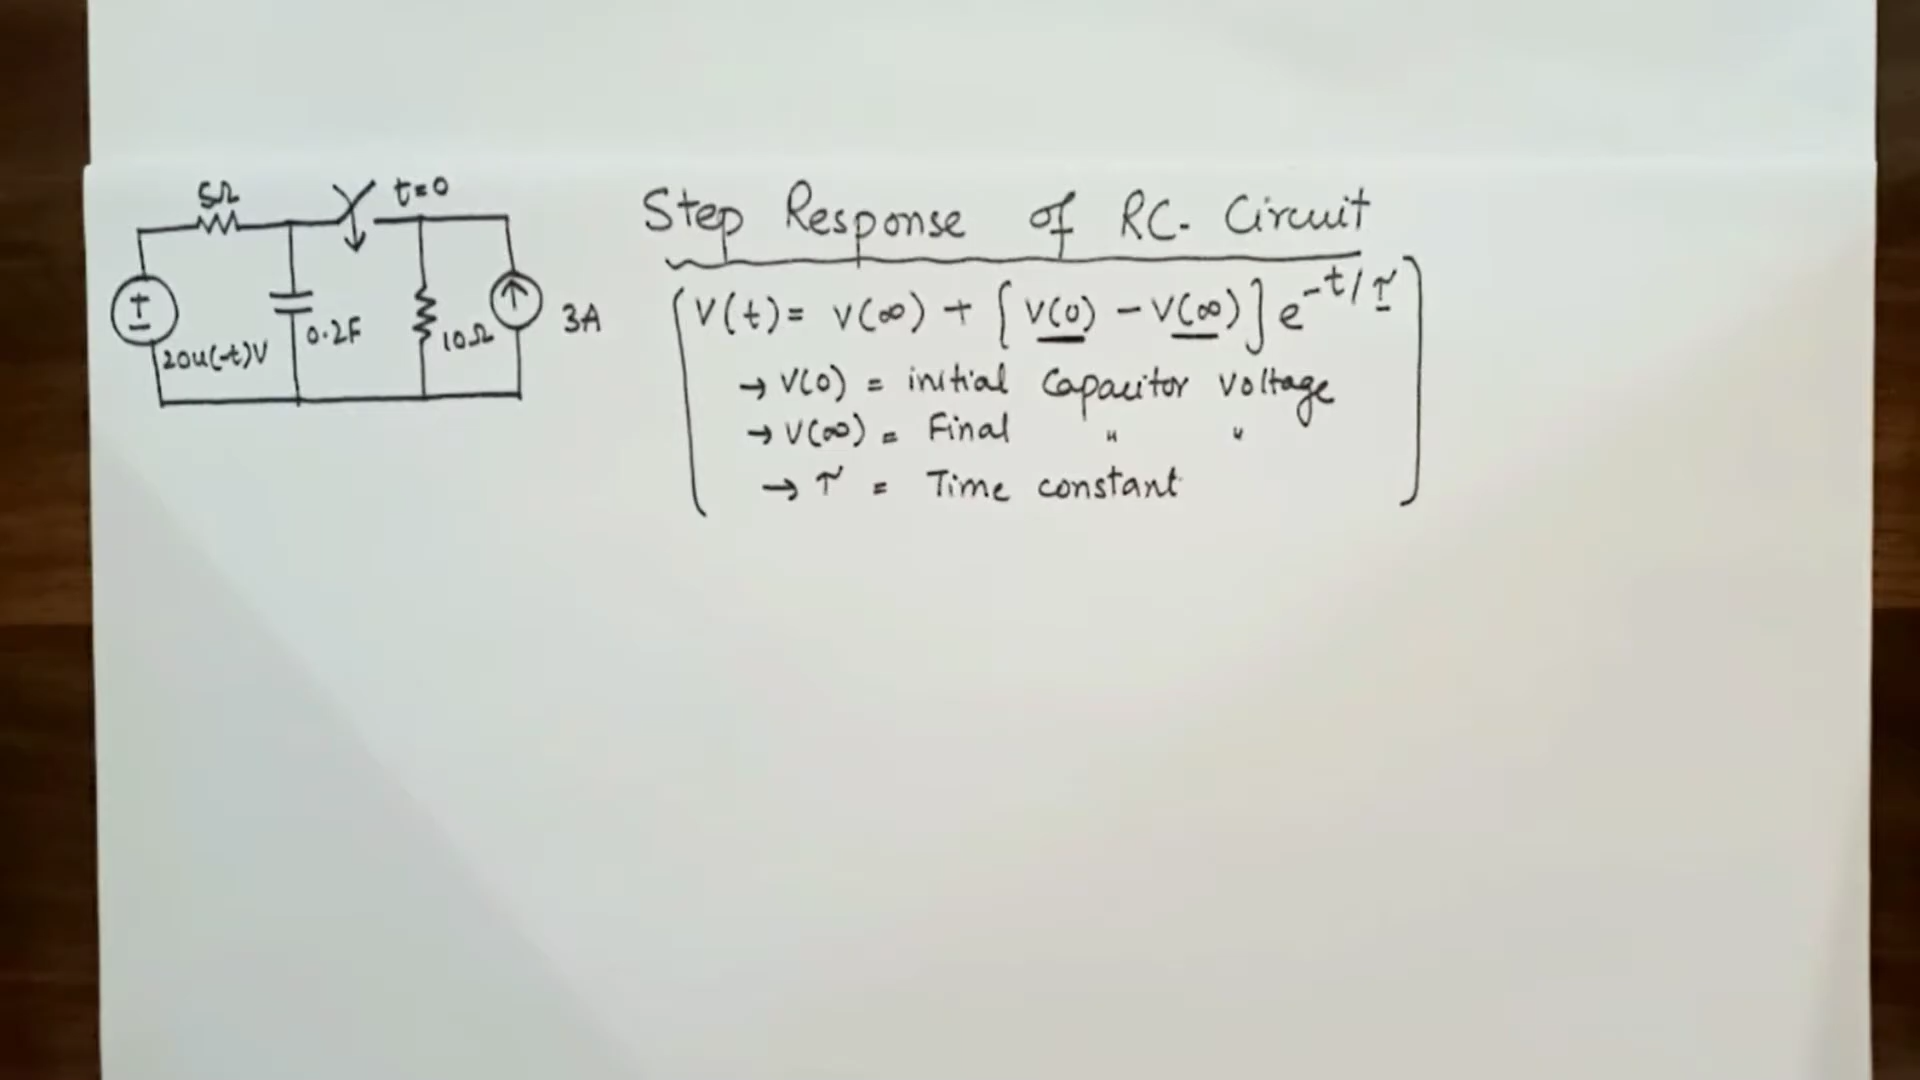 5Ω
t=0
20u(-t)V
0.2F
10Ω
3A
Step Response of RC- Circuit
V(t)= V(∞) + [V(0) - V(∞)] e^-t/τ
→ V(0) = initial Capacitor Voltage
→ V(∞) = Final " "
→ τ = Time constant